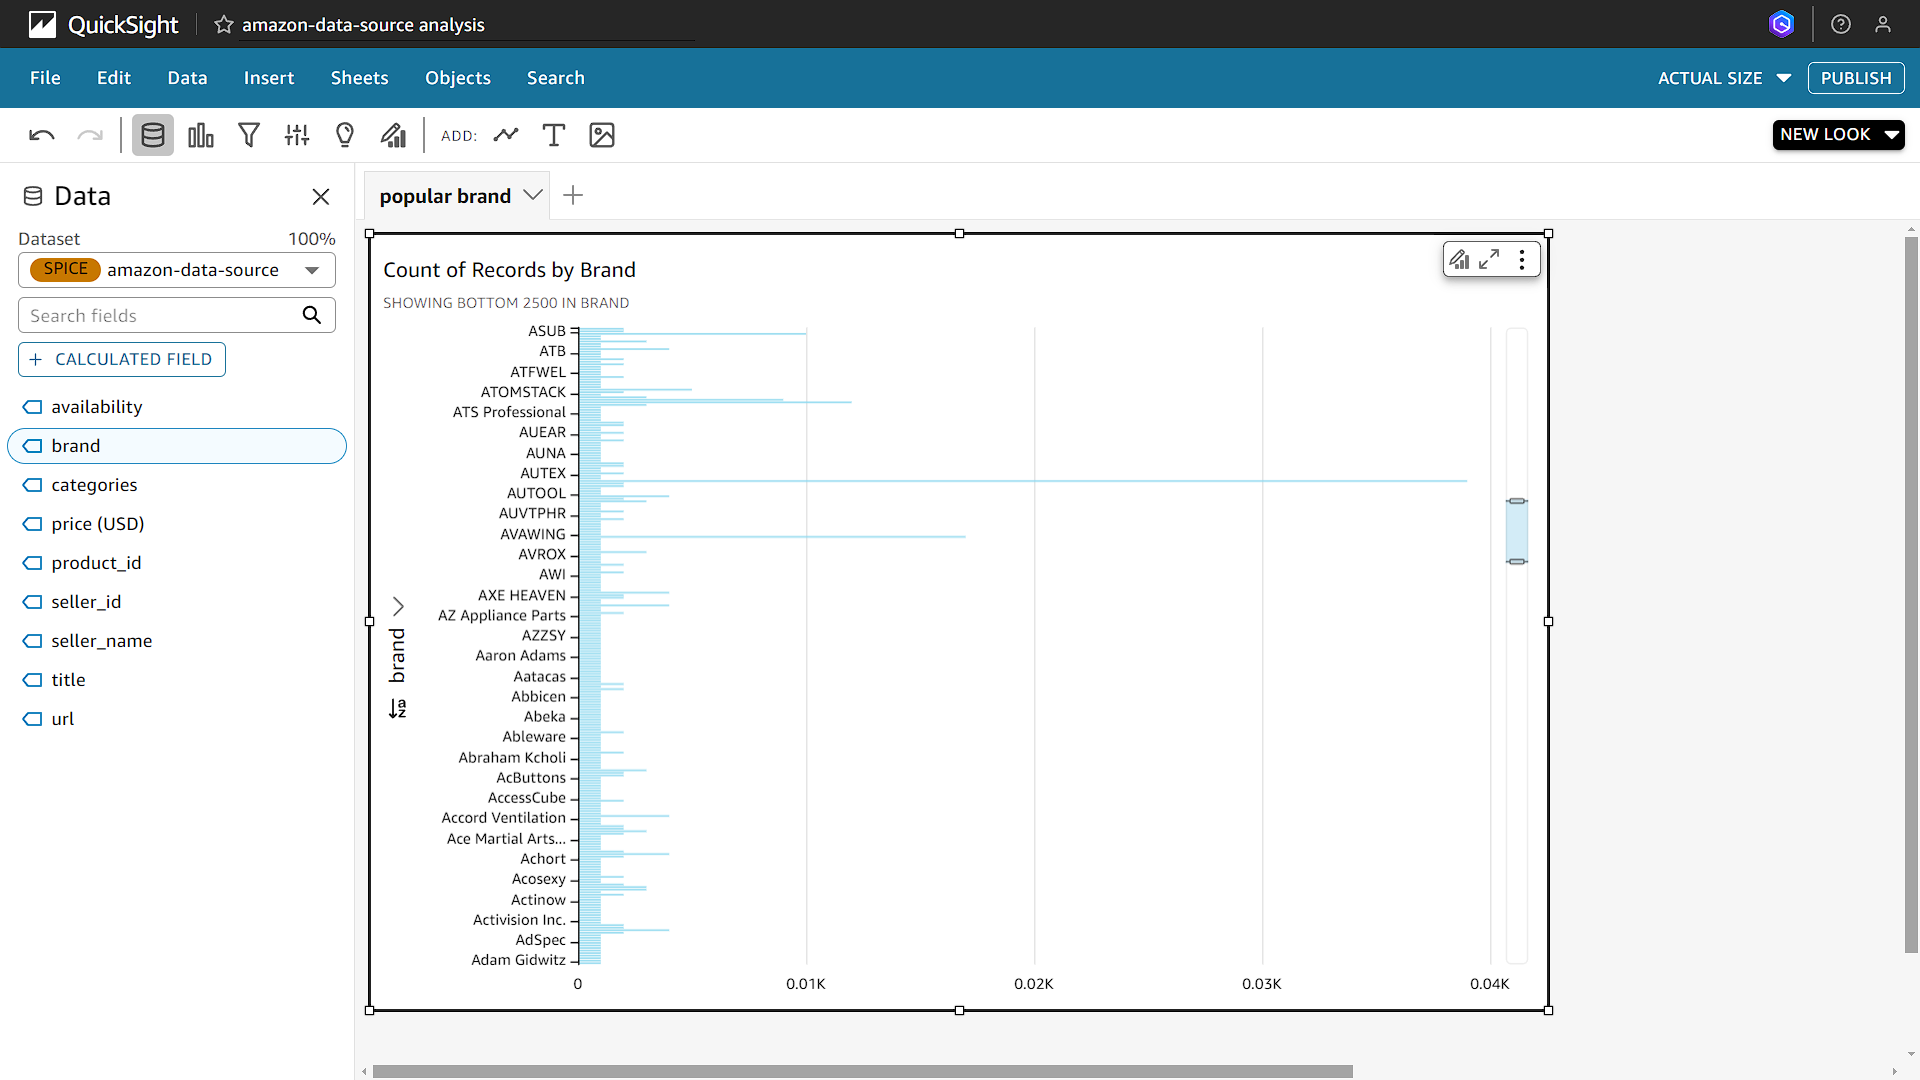 QuickSight
amazon-data-source analysis
File
Edit
Data
Insert
Sheets
Objects
Search
ACTUAL SIZE
PUBLISH
ADD:
NEW LOOK
Data
Dataset
100%
SPICE
amazon-data-source
Search fields
+ CALCULATED FIELD
availability
brand
categories
price (USD)
product_id
seller_id
seller_name
title
url
popular brand
Count of Records by Brand
SHOWING BOTTOM 2500 IN BRAND
brand
a
z
ASUB
ATB
ATFWEL
ATOMSTACK
ATS Professional
AUEAR
AUNA
AUTEX
AUTOOL
AUVTPHR
AVAWING
AVROX
AWI
AXE HEAVEN
AZ Appliance Parts
AZZSY
Aaron Adams
Aatacas
Abbicen
Abeka
Ableware
Abraham Kcholi
AcButtons
AccessCube
Accord Ventilation
Ace Martial Arts...
Achort
Acosexy
Actinow
Activision Inc.
AdSpec
Adam Gidwitz
0
0.01K
0.02K
0.03K
0.04K